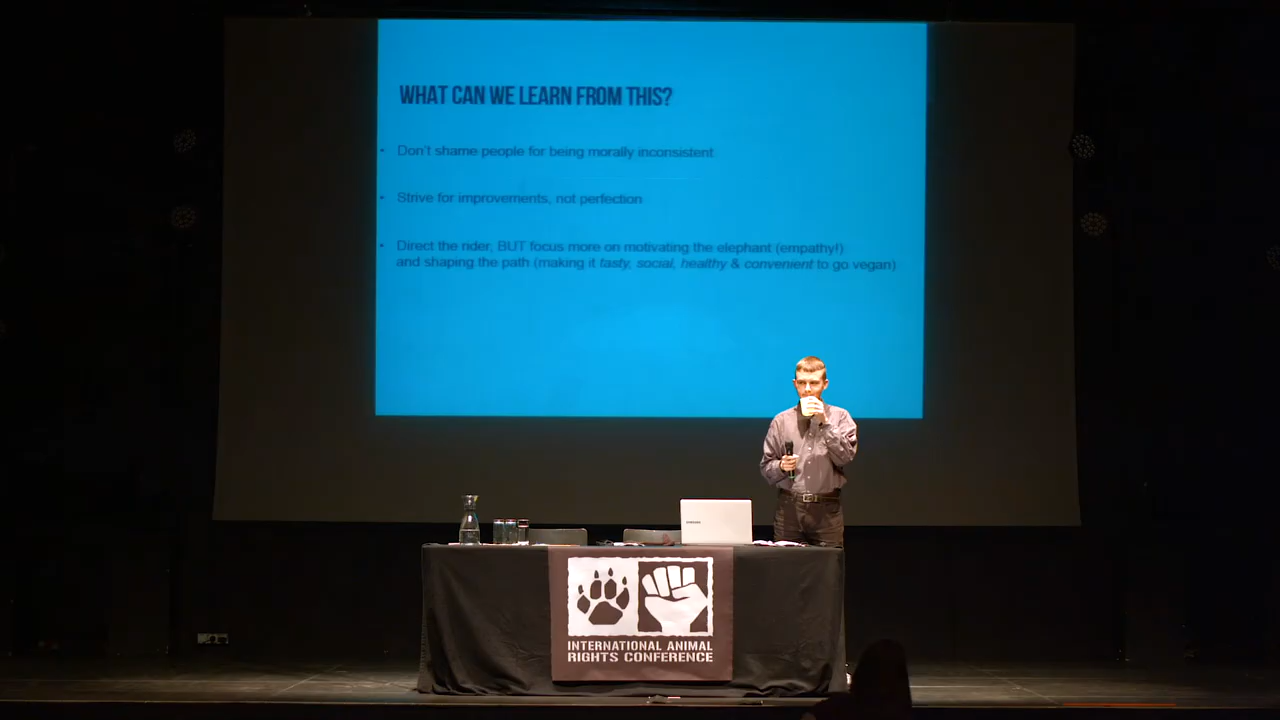 WHAT CAN WE LEARN FROM THIS?
• Don't shame people for being morally inconsistent
• Strive for improvements, not perfection
• Direct the rider, BUT focus more on motivating the elephant (empathy!)
and shaping the path (making it tasty, social, healthy & convenient to go vegan)
SAMSUNG
INTERNATIONAL ANIMAL
RIGHTS CONFERENCE